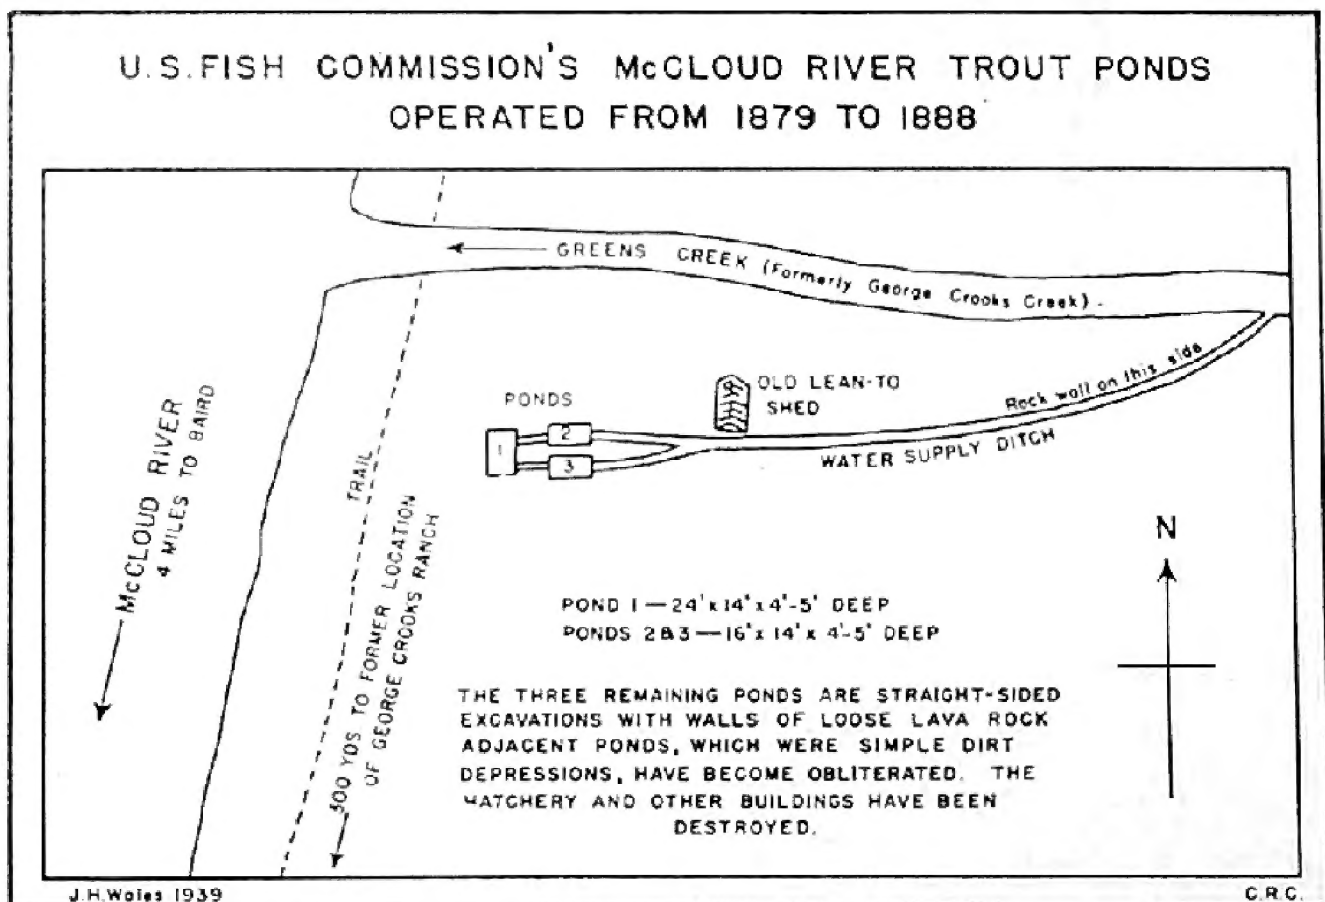 U.S. FISH COMMISSION'S McCLOUD RIVER TROUT PONDS
OPERATED FROM 1879 TO 1888
GREENS CREEK (Formerly George Crooks Creek).
Rock wall on this side
OLD LEAN-TO
SHED
PONDS
1
2
3
WATER SUPPLY DITCH
McCLOUD RIVER
4 MILES TO BAIRD
TRAIL
300 YDS TO FORMER LOCATION
OF GEORGE CROOKS RANCH
N
POND 1—24'x14'x4'-5' DEEP
PONDS 2&3—16'x14'x4'-5' DEEP
THE THREE REMAINING PONDS ARE STRAIGHT-SIDED
EXCAVATIONS WITH WALLS OF LOOSE LAVA ROCK
ADJACENT PONDS, WHICH WERE SIMPLE DIRT
DEPRESSIONS, HAVE BECOME OBLITERATED. THE
HATCHERY AND OTHER BUILDINGS HAVE BEEN
DESTROYED.
J.H.Wales 1939
C.R.C.